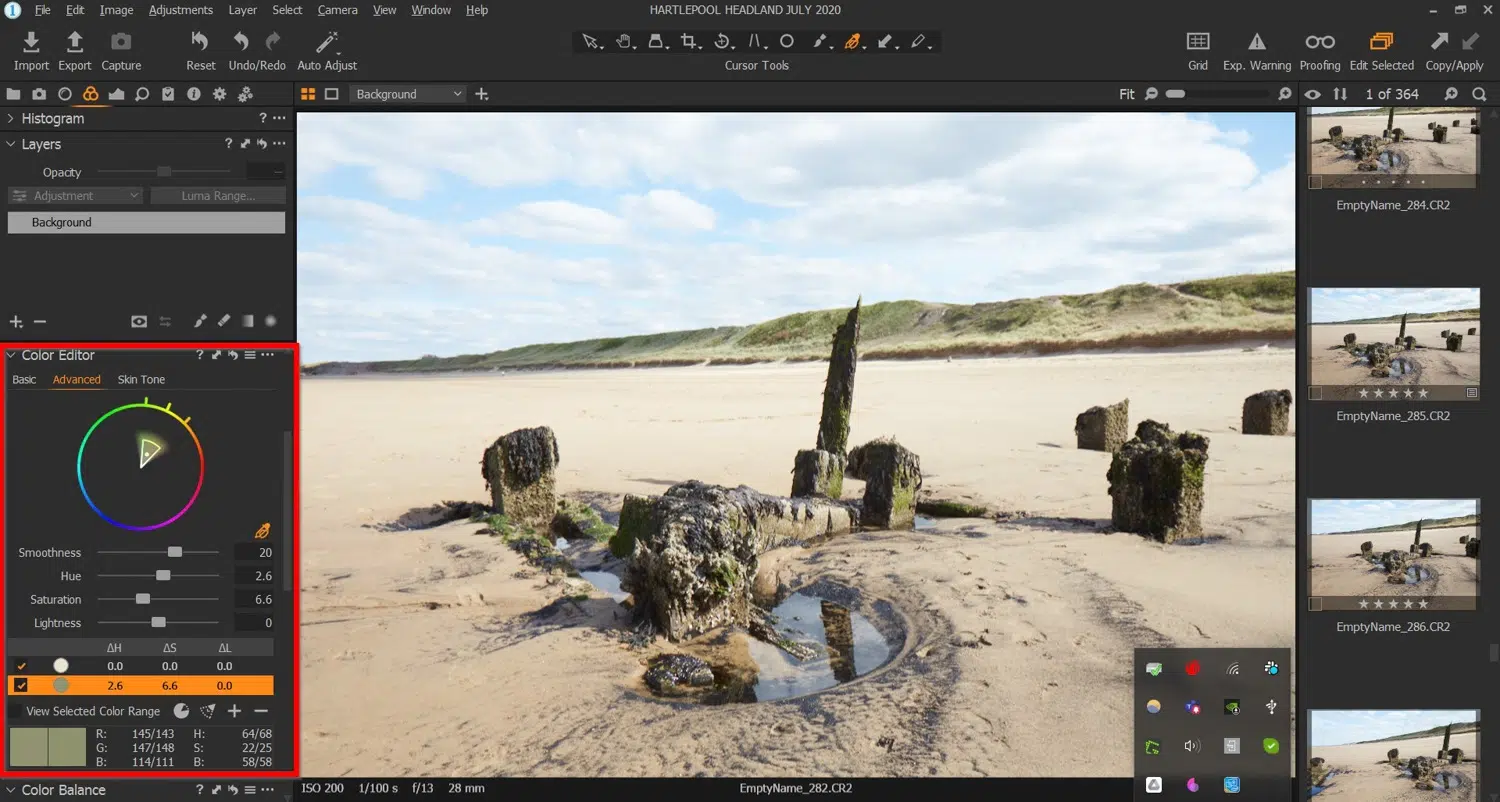 1 File Edit Image Adjustments Layer Select Camera View Window Help HARTLEPOOL HEADLAND JULY 2020
Import Export Capture Reset Undo/Redo Auto Adjust Cursor Tools Grid Exp. Warning Proofing Edit Selected Copy/Apply
Background Fit 1 of 364
Histogram ?
Layers ?
Opacity
Adjustment Luma Range...
Background
Color Editor ?
Basic Advanced Skin Tone
Smoothness 20
Hue 2.6
Saturation 6.6
Lightness 0
ΔH ΔS ΔL
0.0 0.0 0.0
2.6 6.6 0.0
View Selected Color Range
R: 145/143 H: 64/68
G: 147/148 S: 22/25
B: 114/111 B: 58/58
Color Balance ?
ISO 200 1/100 s f/13 28 mm EmptyName_282.CR2
EmptyName_284.CR2
EmptyName_285.CR2
EmptyName_286.CR2